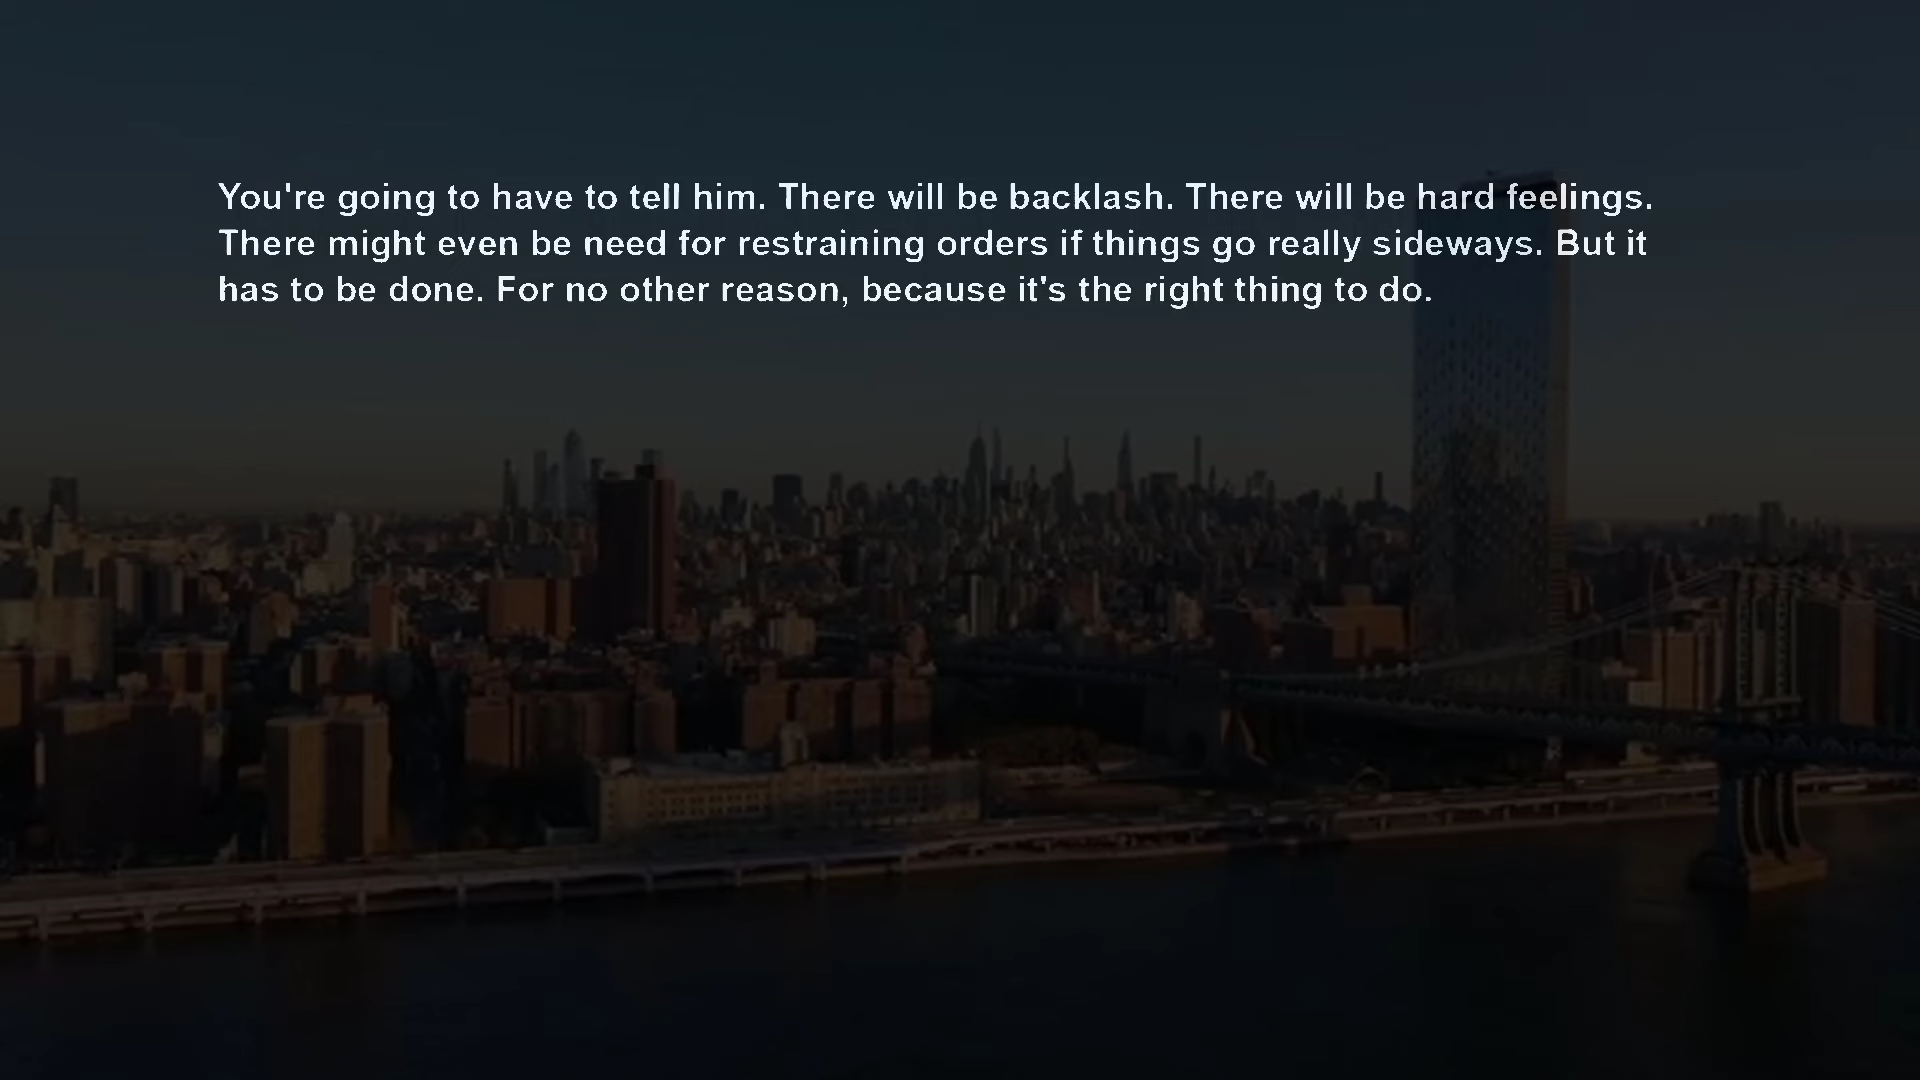 You're going to have to tell him. There will be backlash. There will be hard feelings.
There might even be need for restraining orders if things go really sideways. But it
has to be done. For no other reason, because it's the right thing to do.